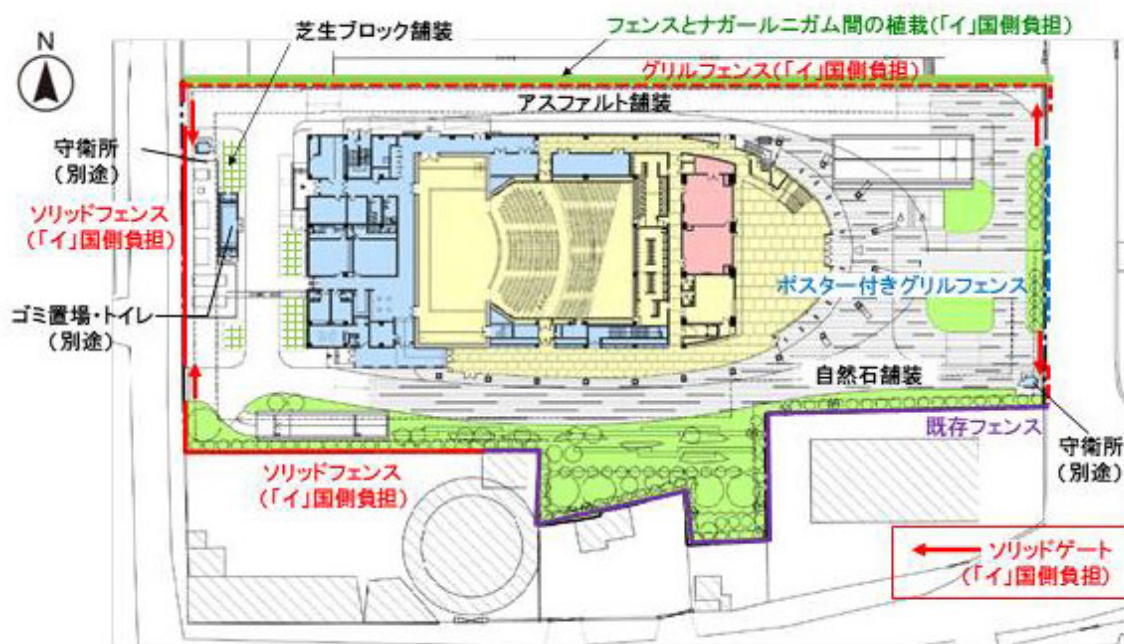 N
芝生ブロック舗装
フェンスとナガールニガム間の植栽(「イ」国側負担)
グリルフェンス(「イ」国側負担)
アスファルト舗装
守衛所
(別途)
ソリッドフェンス
(「イ」国側負担)
ゴミ置場・トイレ
(別途)
ポスター付きグリルフェンス
自然石舗装
既存フェンス
守衛所
(別途)
ソリッドフェンス
(「イ」国側負担)
ソリッドゲート
(「イ」国側負担)